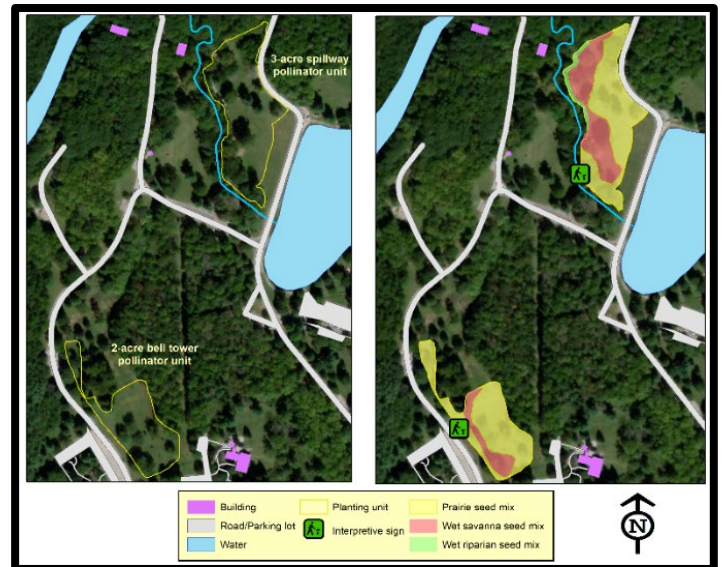 3-acre spillway
pollinator unit
2-acre bell tower
pollinator unit
Building
Road/Parking lot
Water
Planting unit
Interpretive sign
Prairie seed mix
Wet savanna seed mix
Wet riparian seed mix
N